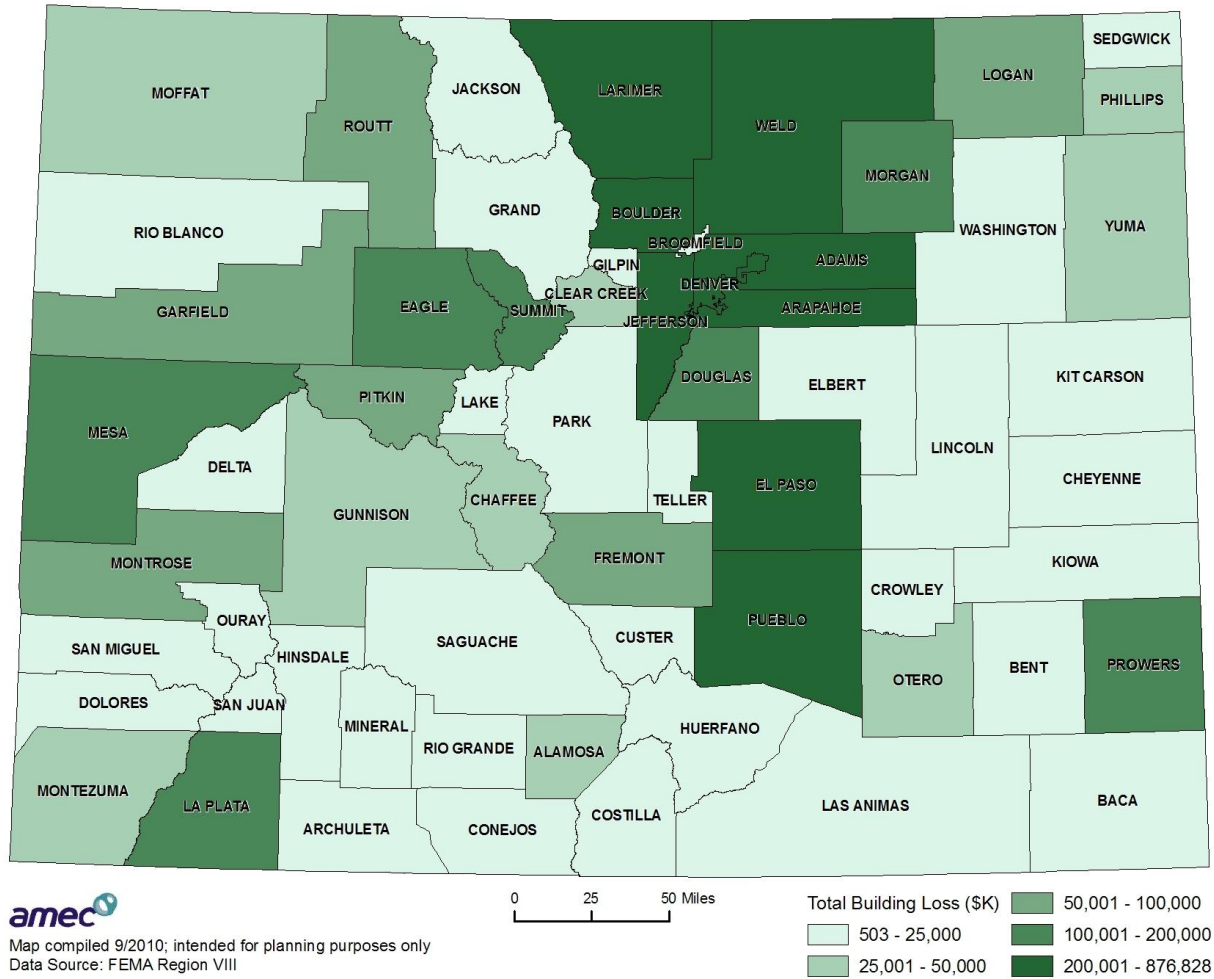 SEDGWICK
LOGAN
JACKSON
LARIMER
MOFFAT
PHILLIPS
ROUTT
WELD
MORGAN
GRAND
BOULDER
YUMA
WASHINGTON
RIO BLANCO
BROOMFIELD
GILPIN
ADAMS
DENVER
CLEAR CREEK
EAGLE
SUMMIT
ARAPAHOE
GARFIELD
JEFFERSON
DOUGLAS
KIT CARSON
ELBERT
PITKIN
LAKE
PARK
MESA
LINCOLN
DELTA
CHEYENNE
EL PASO
CHAFFEE
TELLER
GUNNISON
FREMONT
MONTROSE
KIOWA
CROWLEY
OURAY
PUEBLO
CUSTER
SAGUACHE
SAN MIGUEL
HINSDALE
PROWERS
BENT
OTERO
DOLORES
SAN JUAN
MINERAL
HUERFANO
RIO GRANDE
ALAMOSA
MONTEZUMA
LA PLATA
BACA
LAS ANIMAS
COSTILLA
ARCHULETA
CONEJOS
amec
Map compiled 9/2010; intended for planning purposes only
Data Source: FEMA Region VIII
0 25 50 Miles
Total Building Loss ($K)
503 - 25,000
25,001 - 50,000
50,001 - 100,000
100,001 - 200,000
200,001 - 876,828